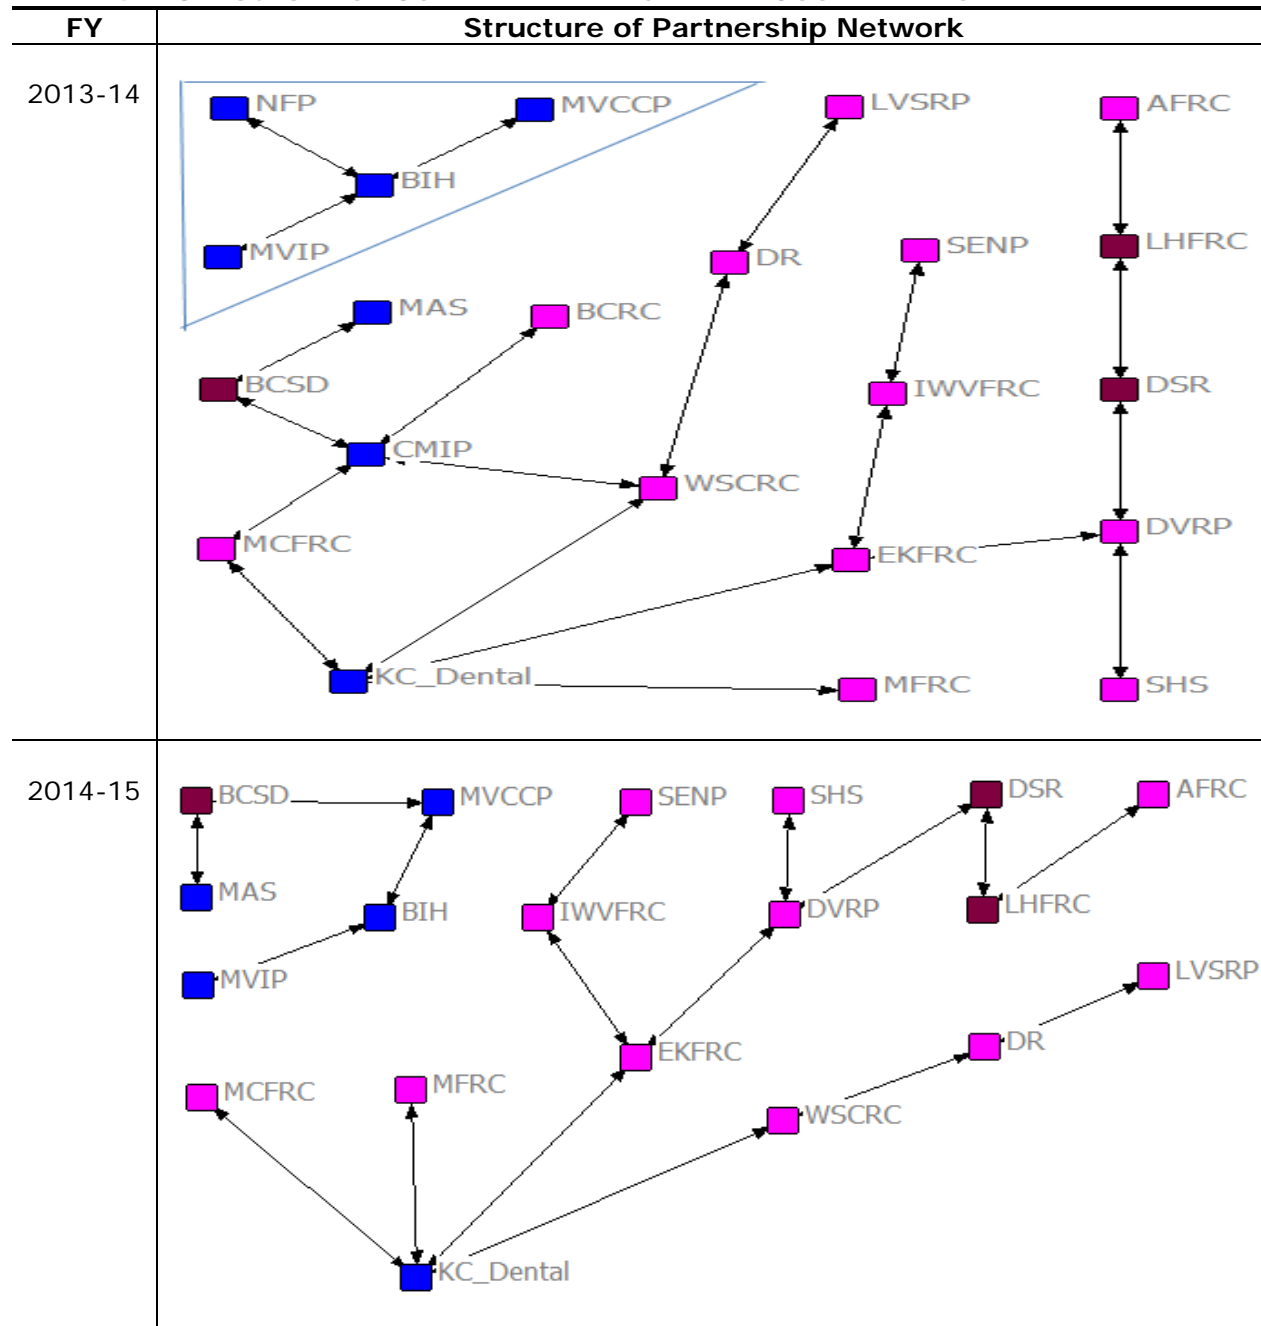 FY Structure of Partnership Network
2013-14
NFP MVCCP LVSRP AFRC
BIH
MVIP DR SENP LHFRC
MAS BCRC
BCSD IWVFRC DSR
CMIP WSCRC
MCFRC EKFRC DVRP
KC_Dental MFRC SHS
2014-15
BCSD MVCCP SENP SHS DSR AFRC
MAS BIH IWVFRC DVRP LHFRC
MVIP LVSRP
EKFRC DR
MCFRC MFRC WSCRC
KC_Dental